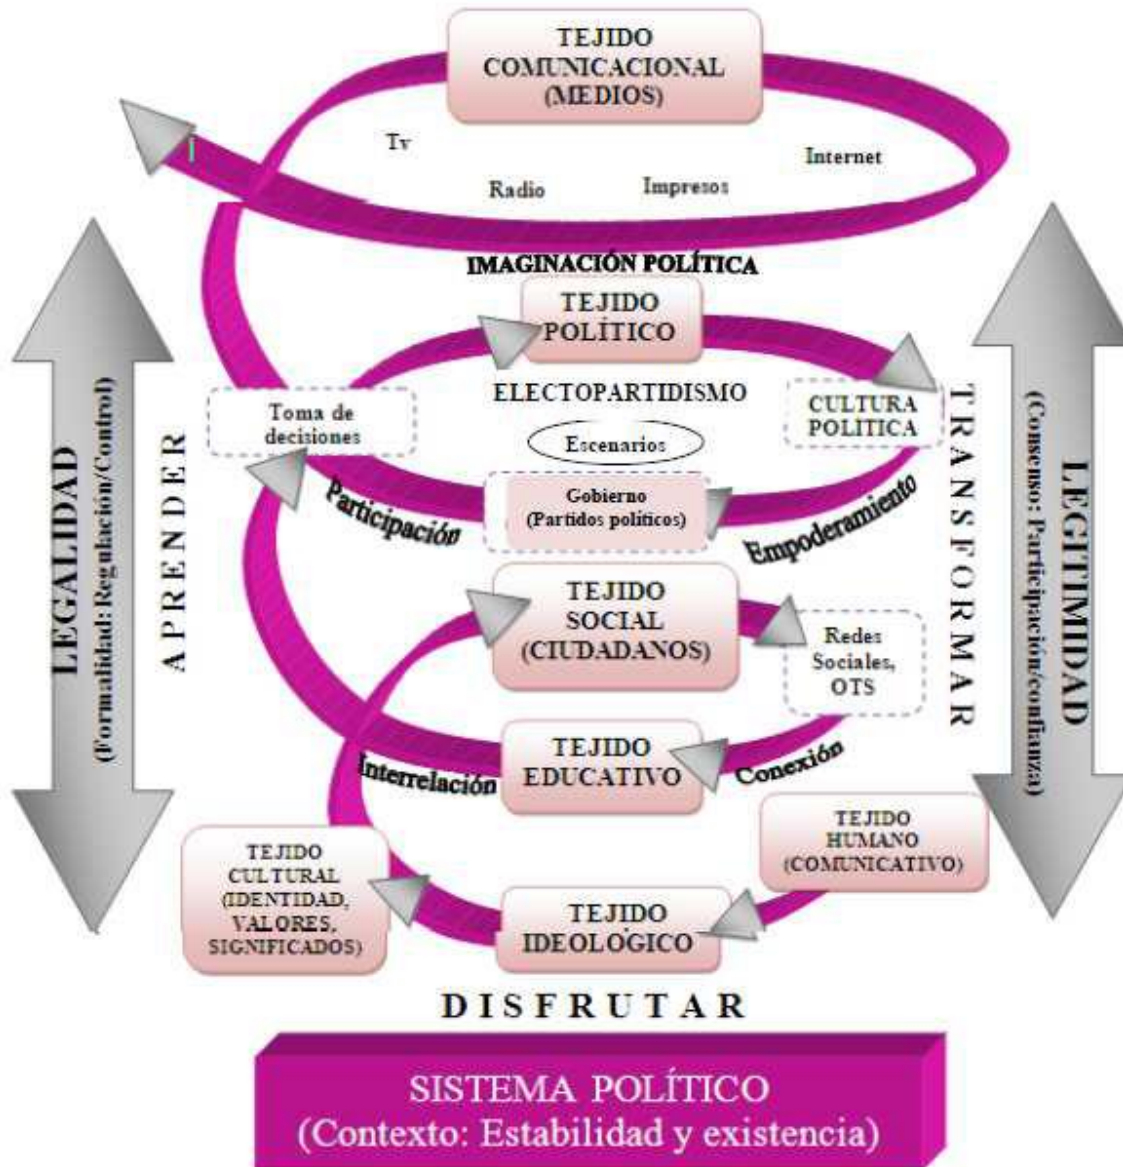 TEJIDO
COMUNICACIONAL
(MEDIOS)
Tv
Internet
Radio
Impresos
IMAGINACIÓN POLÍTICA
TEJIDO
POLÍTICO
ELECTOPARTIDISMO
Toma de
decisiones
CULTURA
POLITICA
Escenarios
Gobierno
(Partidos políticos)
Participación
Empoderamiento
LEGALIDAD
(Formalidad: Regulación/Control)
APRENDER
TRANSFORMAR
(Consenso: Participación/confianza)
LEGITIMIDAD
TEJIDO
SOCIAL
(CIUDADANOS)
Redes
Sociales,
OTS
TEJIDO
EDUCATIVO
Interrelación
Conexión
TEJIDO
HUMANO
(COMUNICATIVO)
TEJIDO
CULTURAL
(IDENTIDAD,
VALORES,
SIGNIFICADOS)
TEJIDO
IDEOLOGICO
DISFRUTAR
SISTEMA POLÍTICO
(Contexto: Estabilidad y existencia)